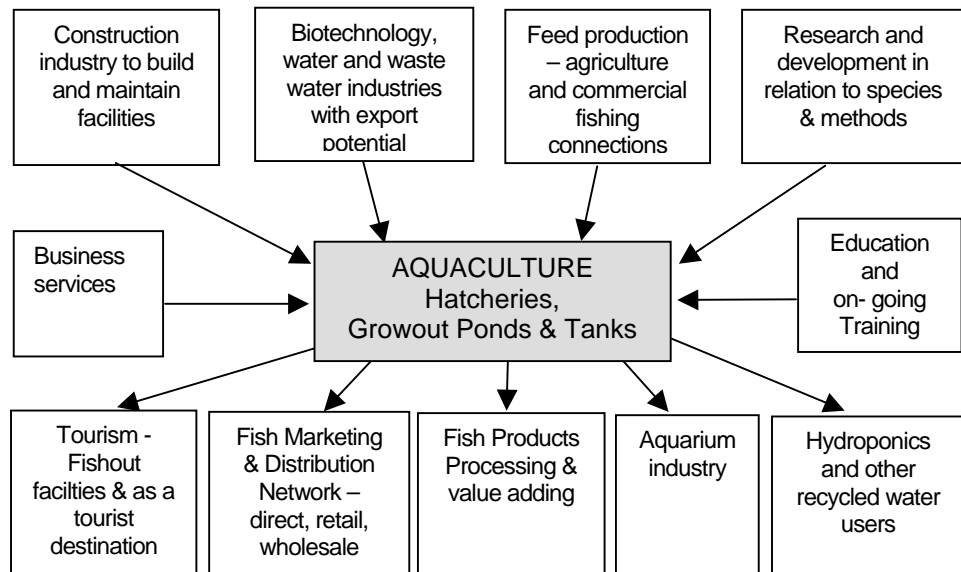 Construction
industry to build
and maintain
facilities
Biotechnology,
water and waste
water industries
with export
potential
Feed production
– agriculture
and commercial
fishing
connections
Research and
development in
relation to species
& methods
Business
services
AQUACULTURE
Hatcheries,
Growout Ponds & Tanks
Education
and
on- going
Training
Tourism -
Fishout
facilties & as a
tourist
destination
Fish Marketing
& Distribution
Network –
direct, retail,
wholesale
Fish Products
Processing &
value adding
Aquarium
industry
Hydroponics
and other
recycled water
users